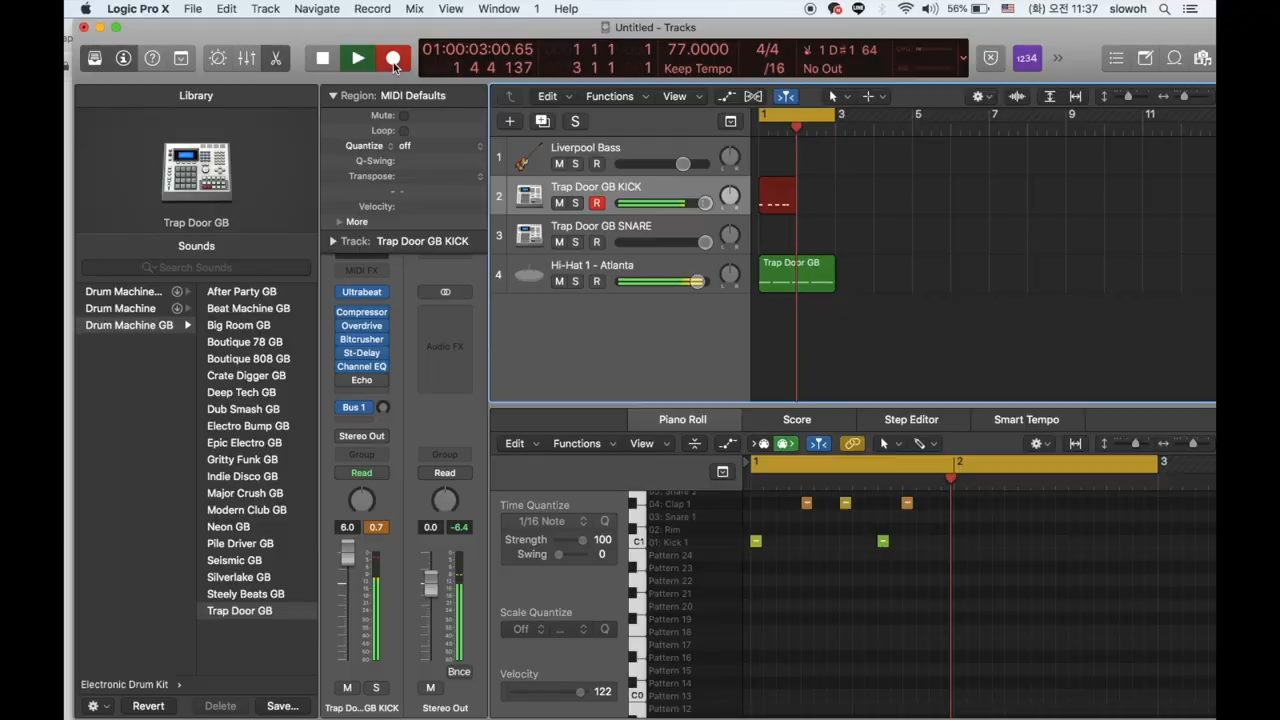 Logic Pro X File Edit Track Navigate Record Mix View Window 1 Help 56% (화) 오전 11:37 slowoh
Untitled - Tracks
01:00:03:00.65 1 1 1 1 77.0000 4/4 1 D♯1 64
1 4 4 137 3 1 1 1 Keep Tempo /16 No Out
1234
Library
Trap Door GB
Sounds
Search Sounds
Drum Machine...
Drum Machine
Drum Machine GB
After Party GB
Beat Machine GB
Big Room GB
Boutique 78 GB
Boutique 808 GB
Crate Digger GB
Deep Tech GB
Dub Smash GB
Electro Bump GB
Epic Electro GB
Gritty Funk GB
Indie Disco GB
Major Crush GB
Modern Club GB
Neon GB
Pile Driver GB
Seismic GB
Silverlake GB
Steely Beats GB
Trap Door GB
Electronic Drum Kit
Revert Delete Save...
Region: MIDI Defaults
Mute:
Loop:
Quantize off
Q-Swing:
Transpose:
Velocity:
More
Track: Trap Door GB KICK
MIDI FX
Ultrabeat
Compressor
Overdrive
Bitcrusher
St-Delay
Channel EQ
Echo
Audio FX
Bus 1
Stereo Out
Group Group
Read Read
6.0 0.7 0.0 -6.4
Bnce
M S M
Trap Do...GB KICK Stereo Out
Edit Functions View
S
1 3 5 7 9 11
1 Liverpool Bass
M S R
2 Trap Door GB KICK
M S R
3 Trap Door GB SNARE
M S R
4 Hi-Hat 1 - Atlanta
M S R
Trap Door GB
Piano Roll Score Step Editor Smart Tempo
Edit Functions View
1 2 3
Time Quantize
1/16 Note Q
Strength 100
Swing 0
Scale Quantize
Off ... Q
Velocity
122
04: Clap 1
03: Snare 1
02: Rim
C1 01: Kick 1
Pattern 24
Pattern 23
Pattern 22
Pattern 21
Pattern 20
Pattern 19
Pattern 18
Pattern 17
Pattern 16
Pattern 15
Pattern 14
C0 Pattern 13
Pattern 12